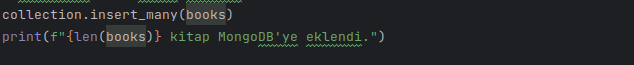 collection.insert_many(books)
print(f"{len(books)} kitap MongoDB'ye eklendi.")